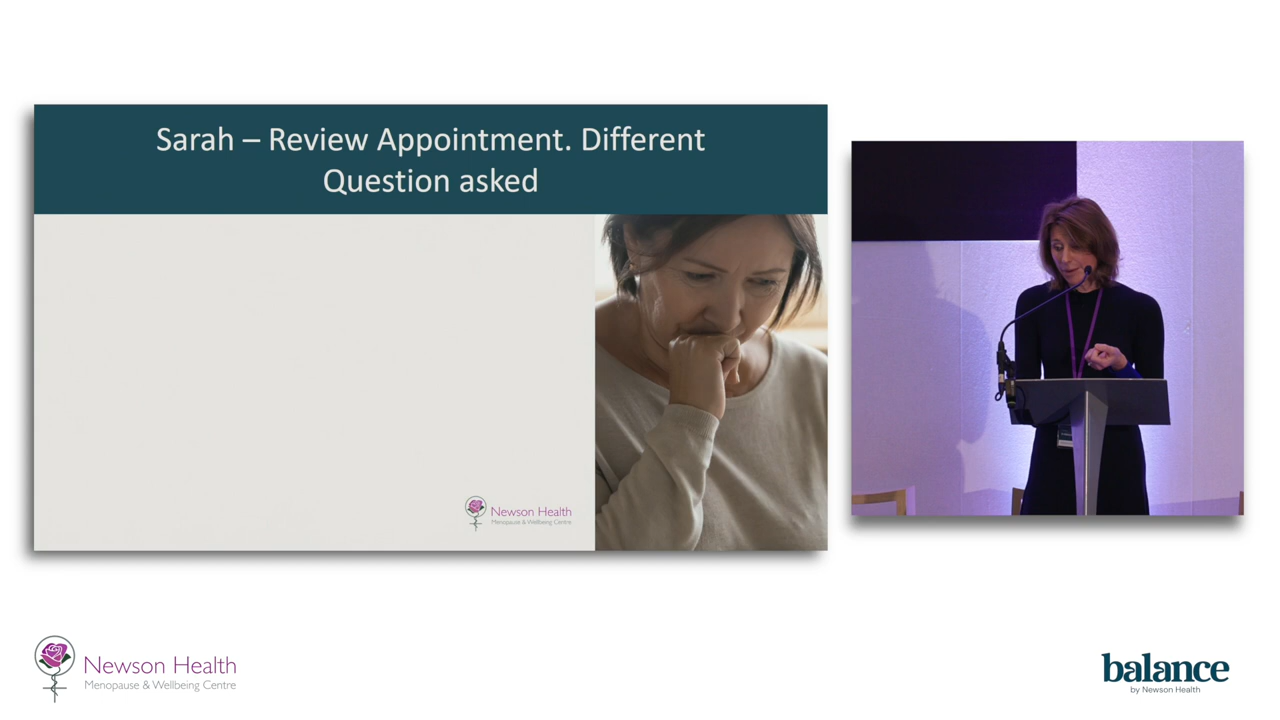 Sarah – Review Appointment. Different
Question asked
Newson Health
Menopause & Wellbeing Centre
Newson Health
Menopause & Wellbeing Centre
balance
by Newson Health